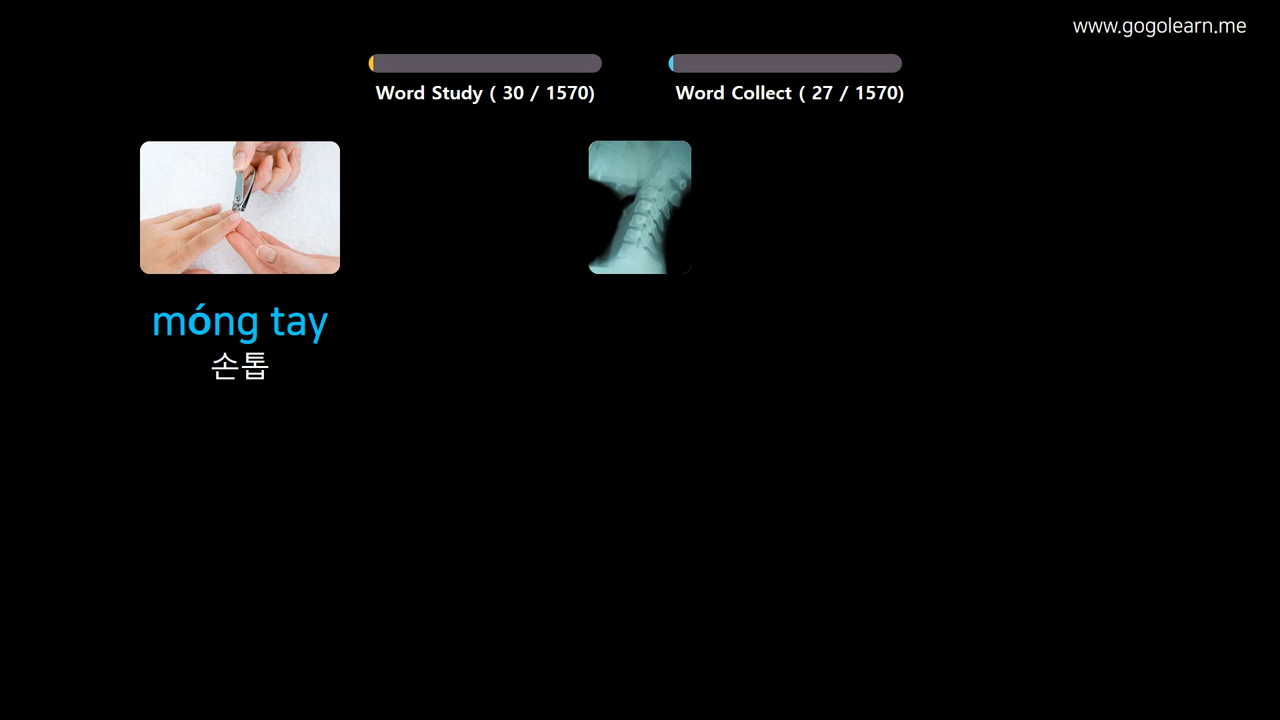 www.gogolearn.me
Word Study ( 30 / 1570)
Word Collect ( 27 / 1570)
móng tay
손톱